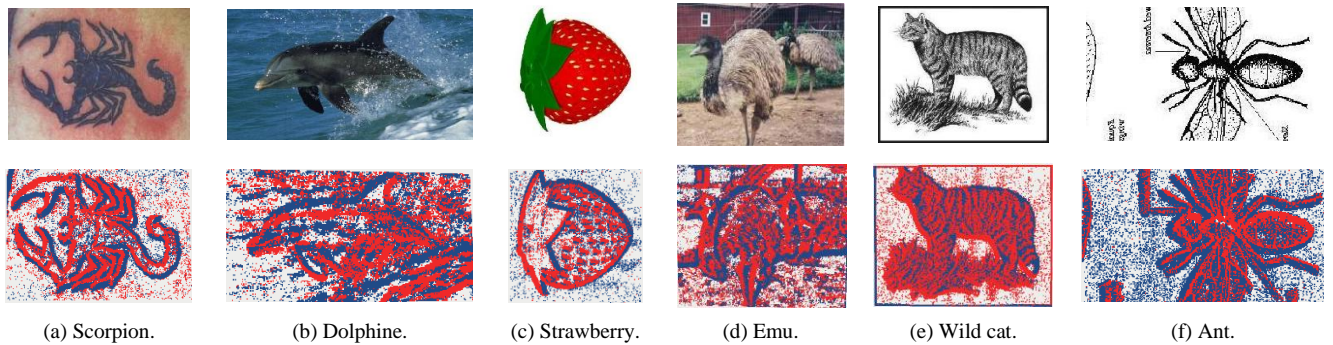 (a) Scorpion.
(b) Dolphine.
(c) Strawberry.
(d) Emu.
(e) Wild cat.
(f) Ant.